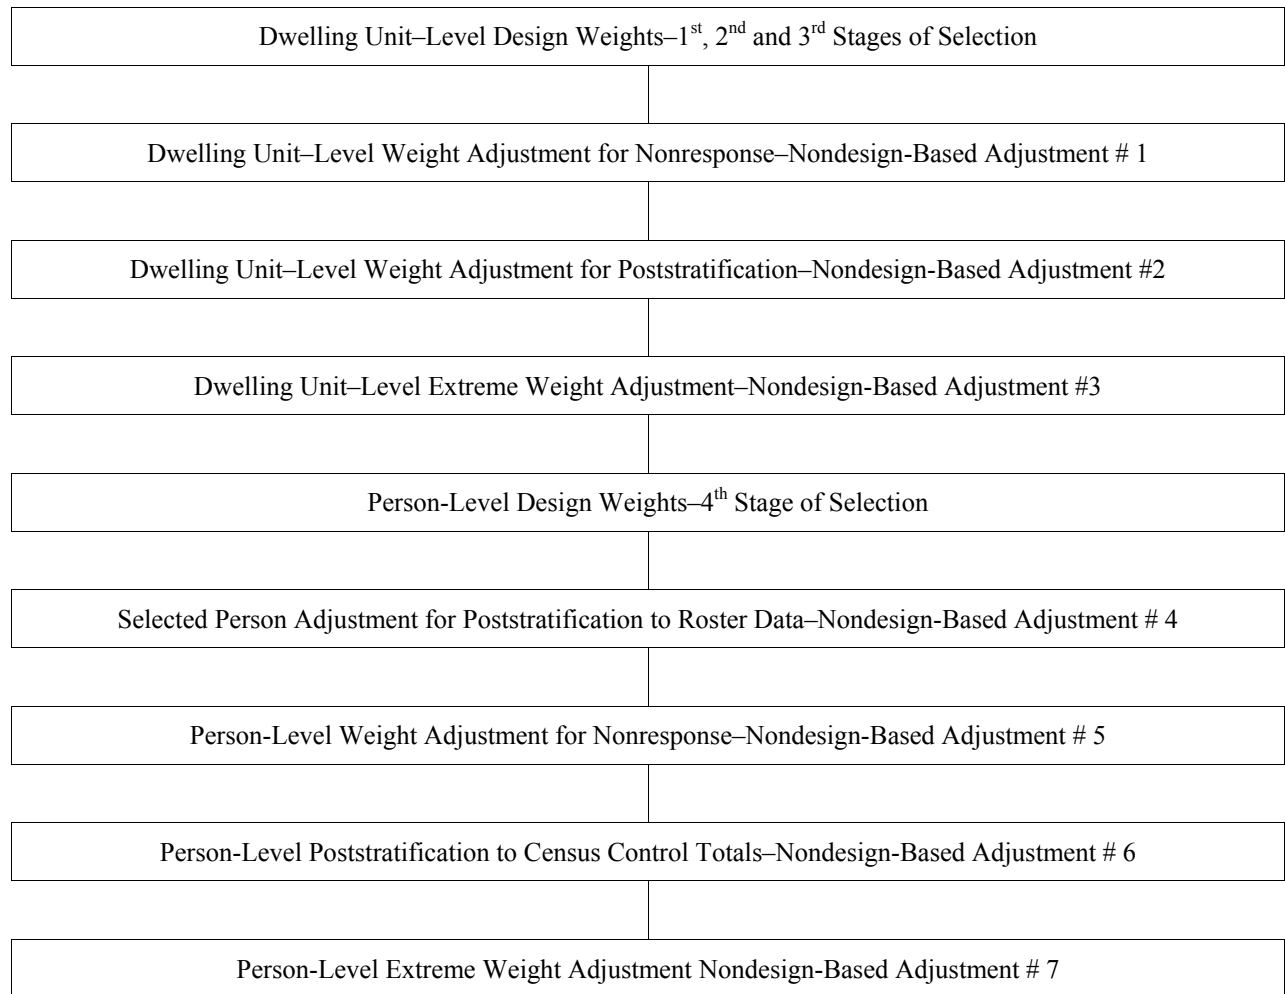 Dwelling Unit–Level Design Weights–1st, 2nd and 3rd Stages of Selection
Dwelling Unit–Level Weight Adjustment for Nonresponse–Nondesign-Based Adjustment # 1
Dwelling Unit–Level Weight Adjustment for Poststratification–Nondesign-Based Adjustment #2
Dwelling Unit–Level Extreme Weight Adjustment–Nondesign-Based Adjustment #3
Person-Level Design Weights–4th Stage of Selection
Selected Person Adjustment for Poststratification to Roster Data–Nondesign-Based Adjustment # 4
Person-Level Weight Adjustment for Nonresponse–Nondesign-Based Adjustment # 5
Person-Level Poststratification to Census Control Totals–Nondesign-Based Adjustment # 6
Person-Level Extreme Weight Adjustment Nondesign-Based Adjustment # 7